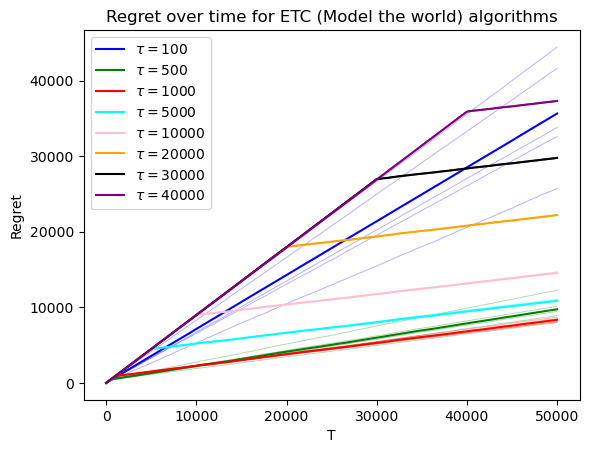 Regret over time for ETC (Model the world) algorithms
τ = 100
τ = 500
τ = 1000
τ = 5000
τ = 10000
τ = 20000
τ = 30000
τ = 40000
Regret
40000
30000
20000
10000
0
0 10000 20000 30000 40000 50000
T